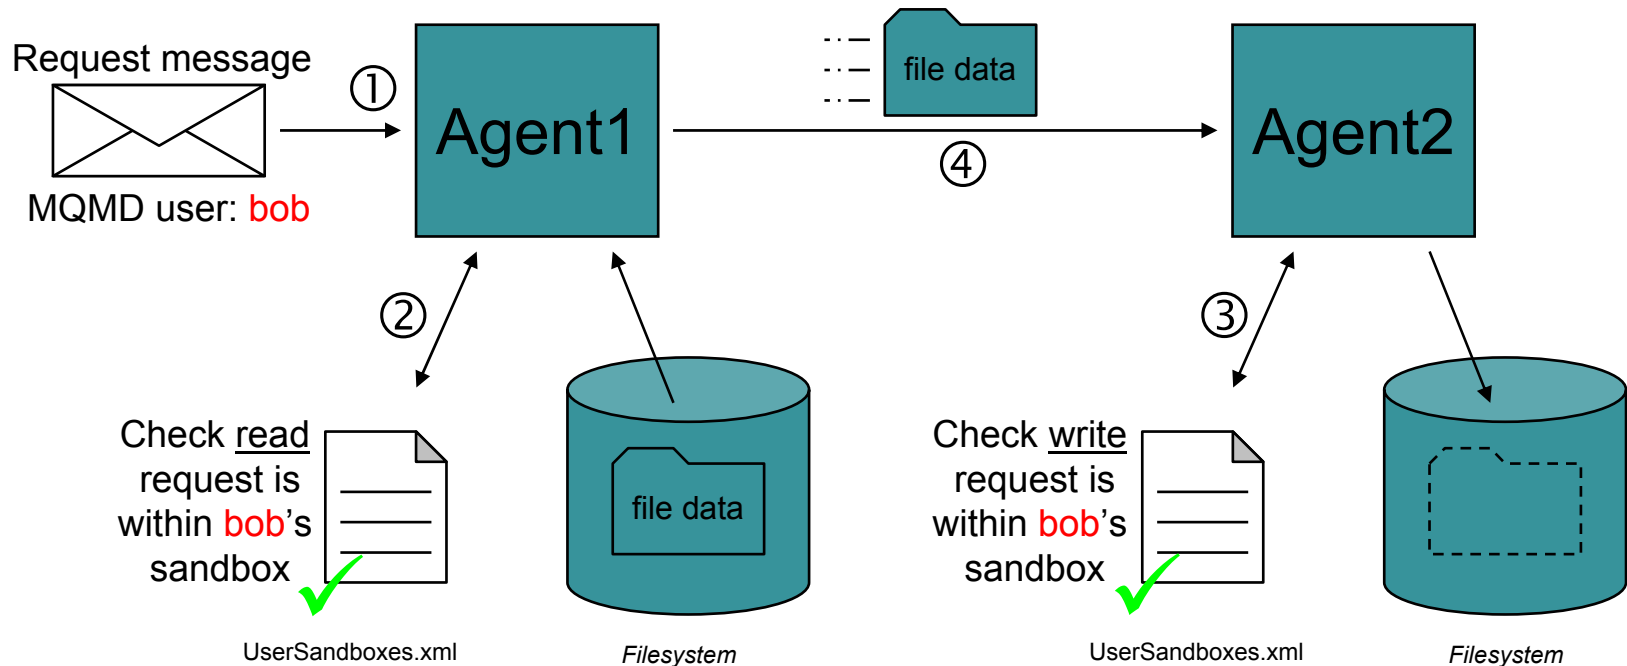 Request message
①
MQMD user: bob
Agent1
file data
④
Agent2
②
Check read
request is
within bob’s
sandbox
UserSandboxes.xml
file data
Filesystem
③
Check write
request is
within bob’s
sandbox
UserSandboxes.xml
Filesystem